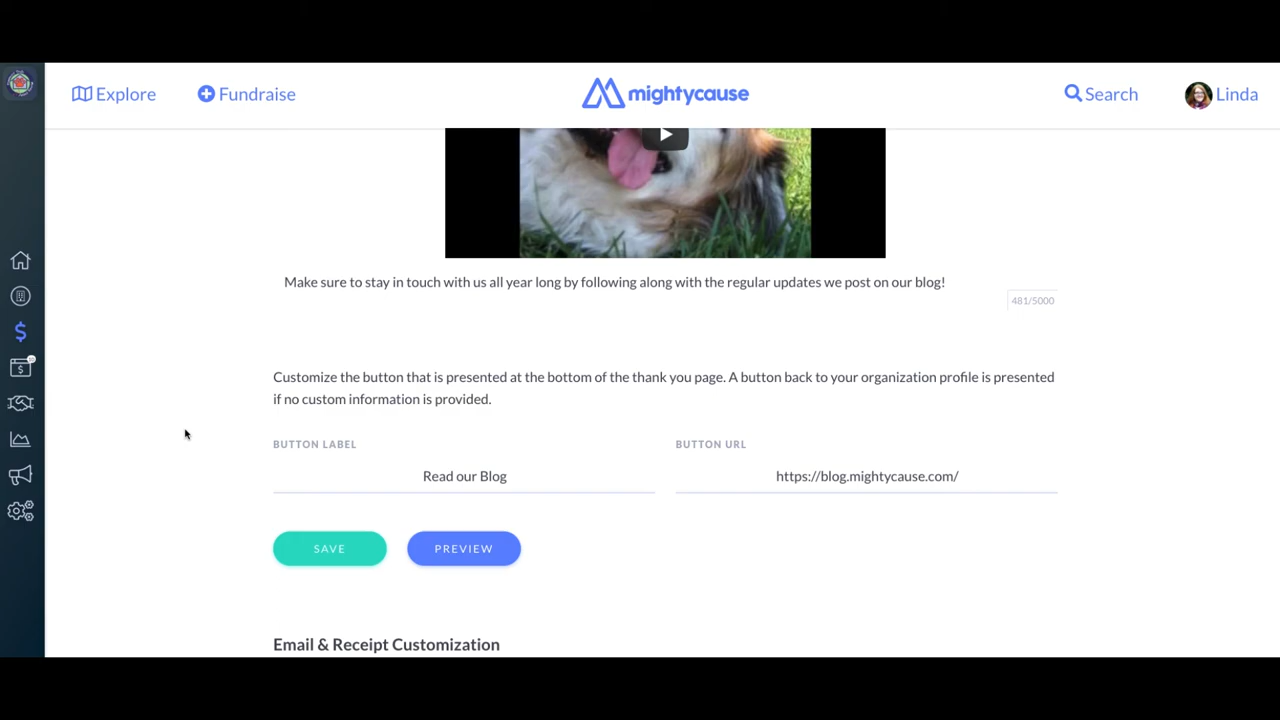 Explore
Fundraise
mightycause
Search
Linda
Make sure to stay in touch with us all year long by following along with the regular updates we post on our blog!
481/5000
Customize the button that is presented at the bottom of the thank you page. A button back to your organization profile is presented
if no custom information is provided.
BUTTON LABEL
BUTTON URL
Read our Blog
https://blog.mightycause.com/
SAVE
PREVIEW
Email & Receipt Customization